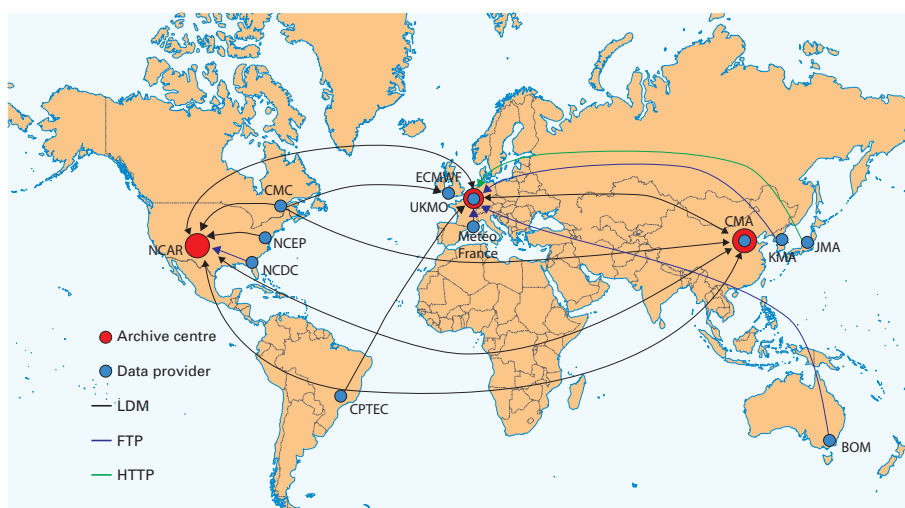 ECMWF
CMC
UKMO
NCAR
NCEP
NCDC
Météo
France
CMA
KMA
JMA
Archive centre
Data provider
LDM
FTP
HTTP
CPTEC
BOM